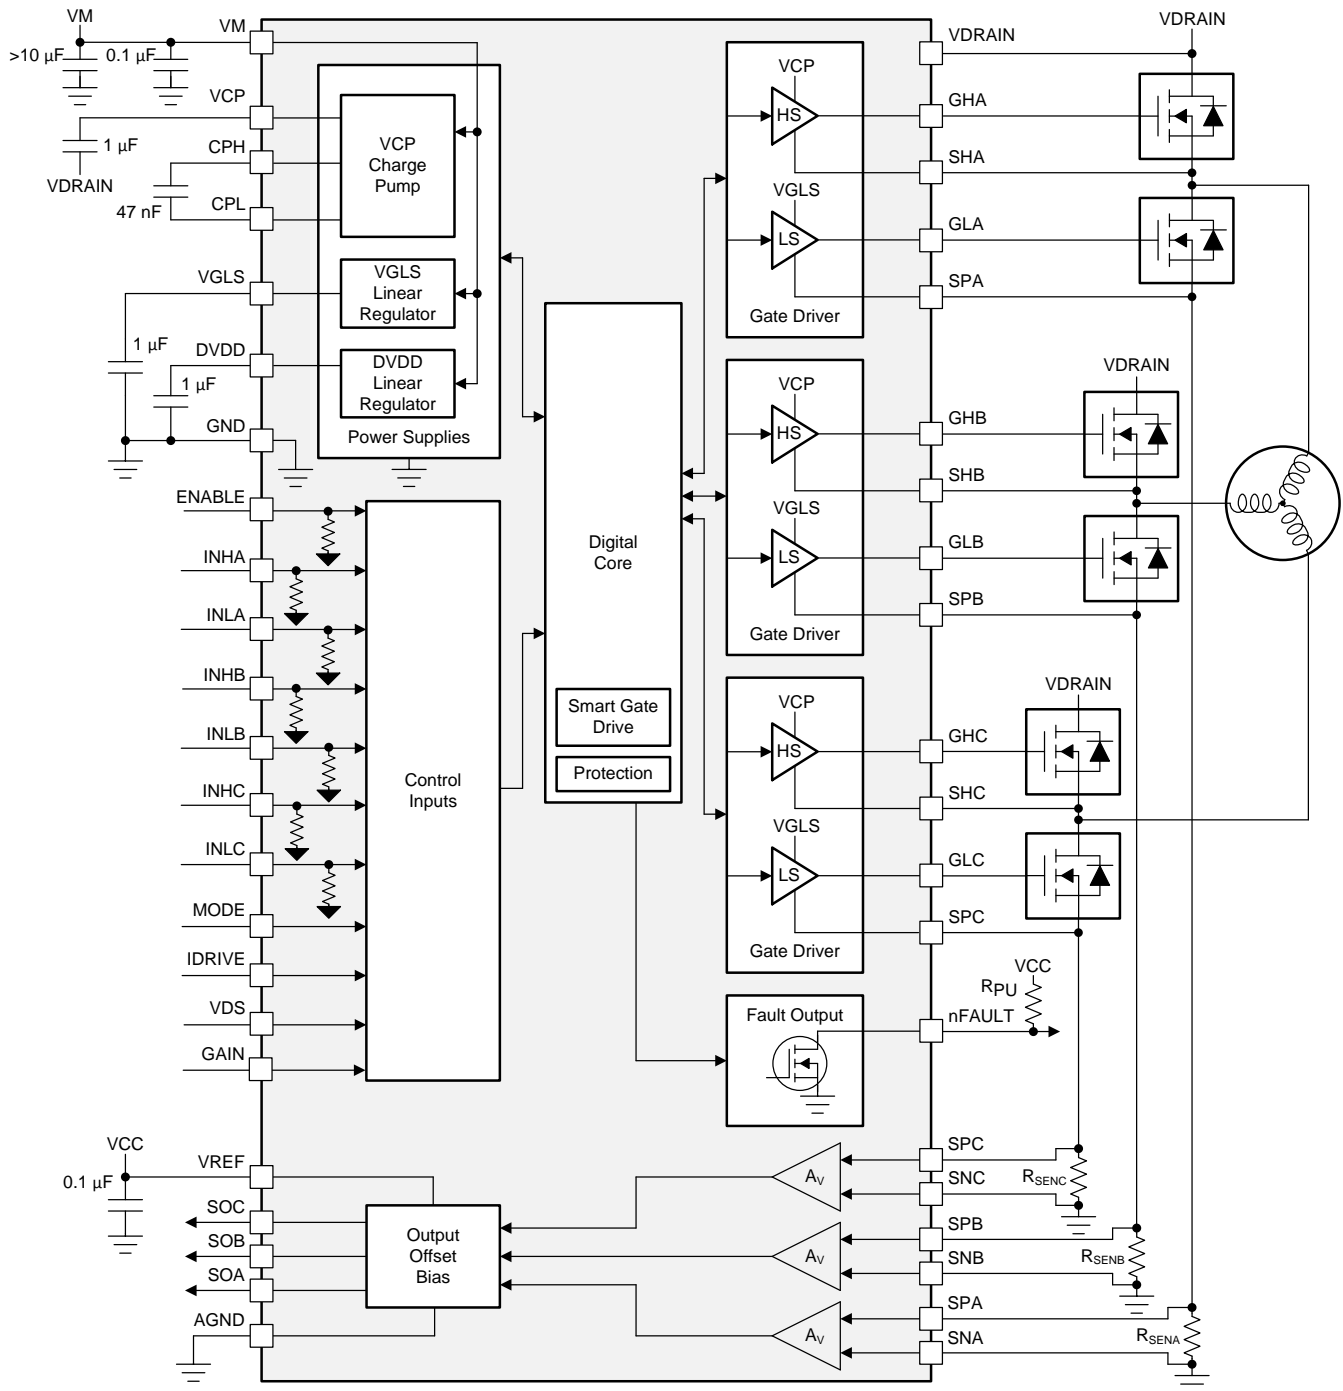 VM
VM
>10 µF
0.1 µF
VCP
1 µF
VDRAIN
CPH
47 nF
CPL
VGLS
1 µF
DVDD
1 µF
GND
VCP
Charge
Pump
VGLS
Linear
Regulator
DVDD
Linear
Regulator
Power Supplies
ENABLE
INHA
INLA
INHB
INLB
INHC
INLC
MODE
IDRIVE
VDS
GAIN
Control
Inputs
Digital
Core
Smart Gate
Drive
Protection
VCP
HS
VGLS
LS
Gate Driver
VCP
HS
VGLS
LS
Gate Driver
VCP
HS
VGLS
LS
Gate Driver
Fault Output
VDRAIN
VDRAIN
GHA
SHA
GLA
SPA
VDRAIN
GHB
SHB
GLB
SPB
VDRAIN
GHC
SHC
GLC
SPC
VCC
RPU
nFAULT
VCC
VREF
0.1 µF
SOC
SOB
SOA
AGND
Output
Offset
Bias
AV
AV
AV
SPC
SNC
RSENC
SPB
SNB
RSENB
SPA
SNA
RSENA